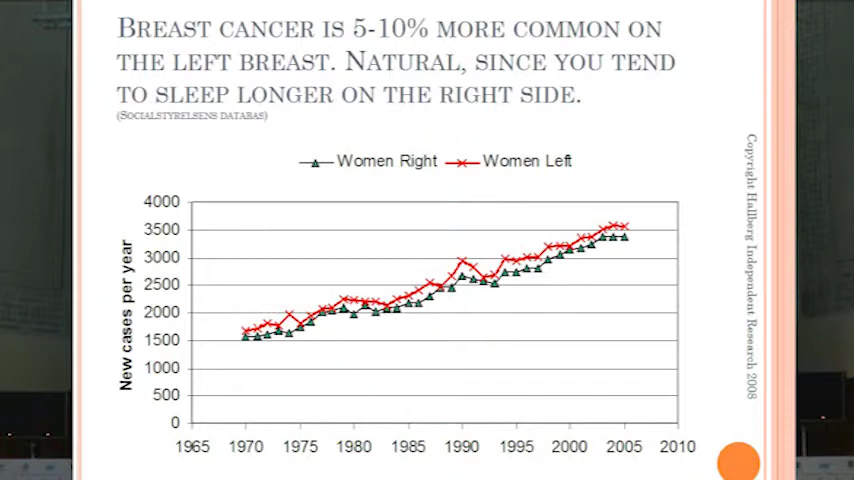 BREAST CANCER IS 5-10% MORE COMMON ON
THE LEFT BREAST. NATURAL, SINCE YOU TEND
TO SLEEP LONGER ON THE RIGHT SIDE.
(SOCIALSTYRELSENS DATABAS)
Women Right Women Left
4000
3500
3000
2500
2000
1500
1000
500
0
New cases per year
1965 1970 1975 1980 1985 1990 1995 2000 2005 2010
Copyright Hallberg Independent Research 2008